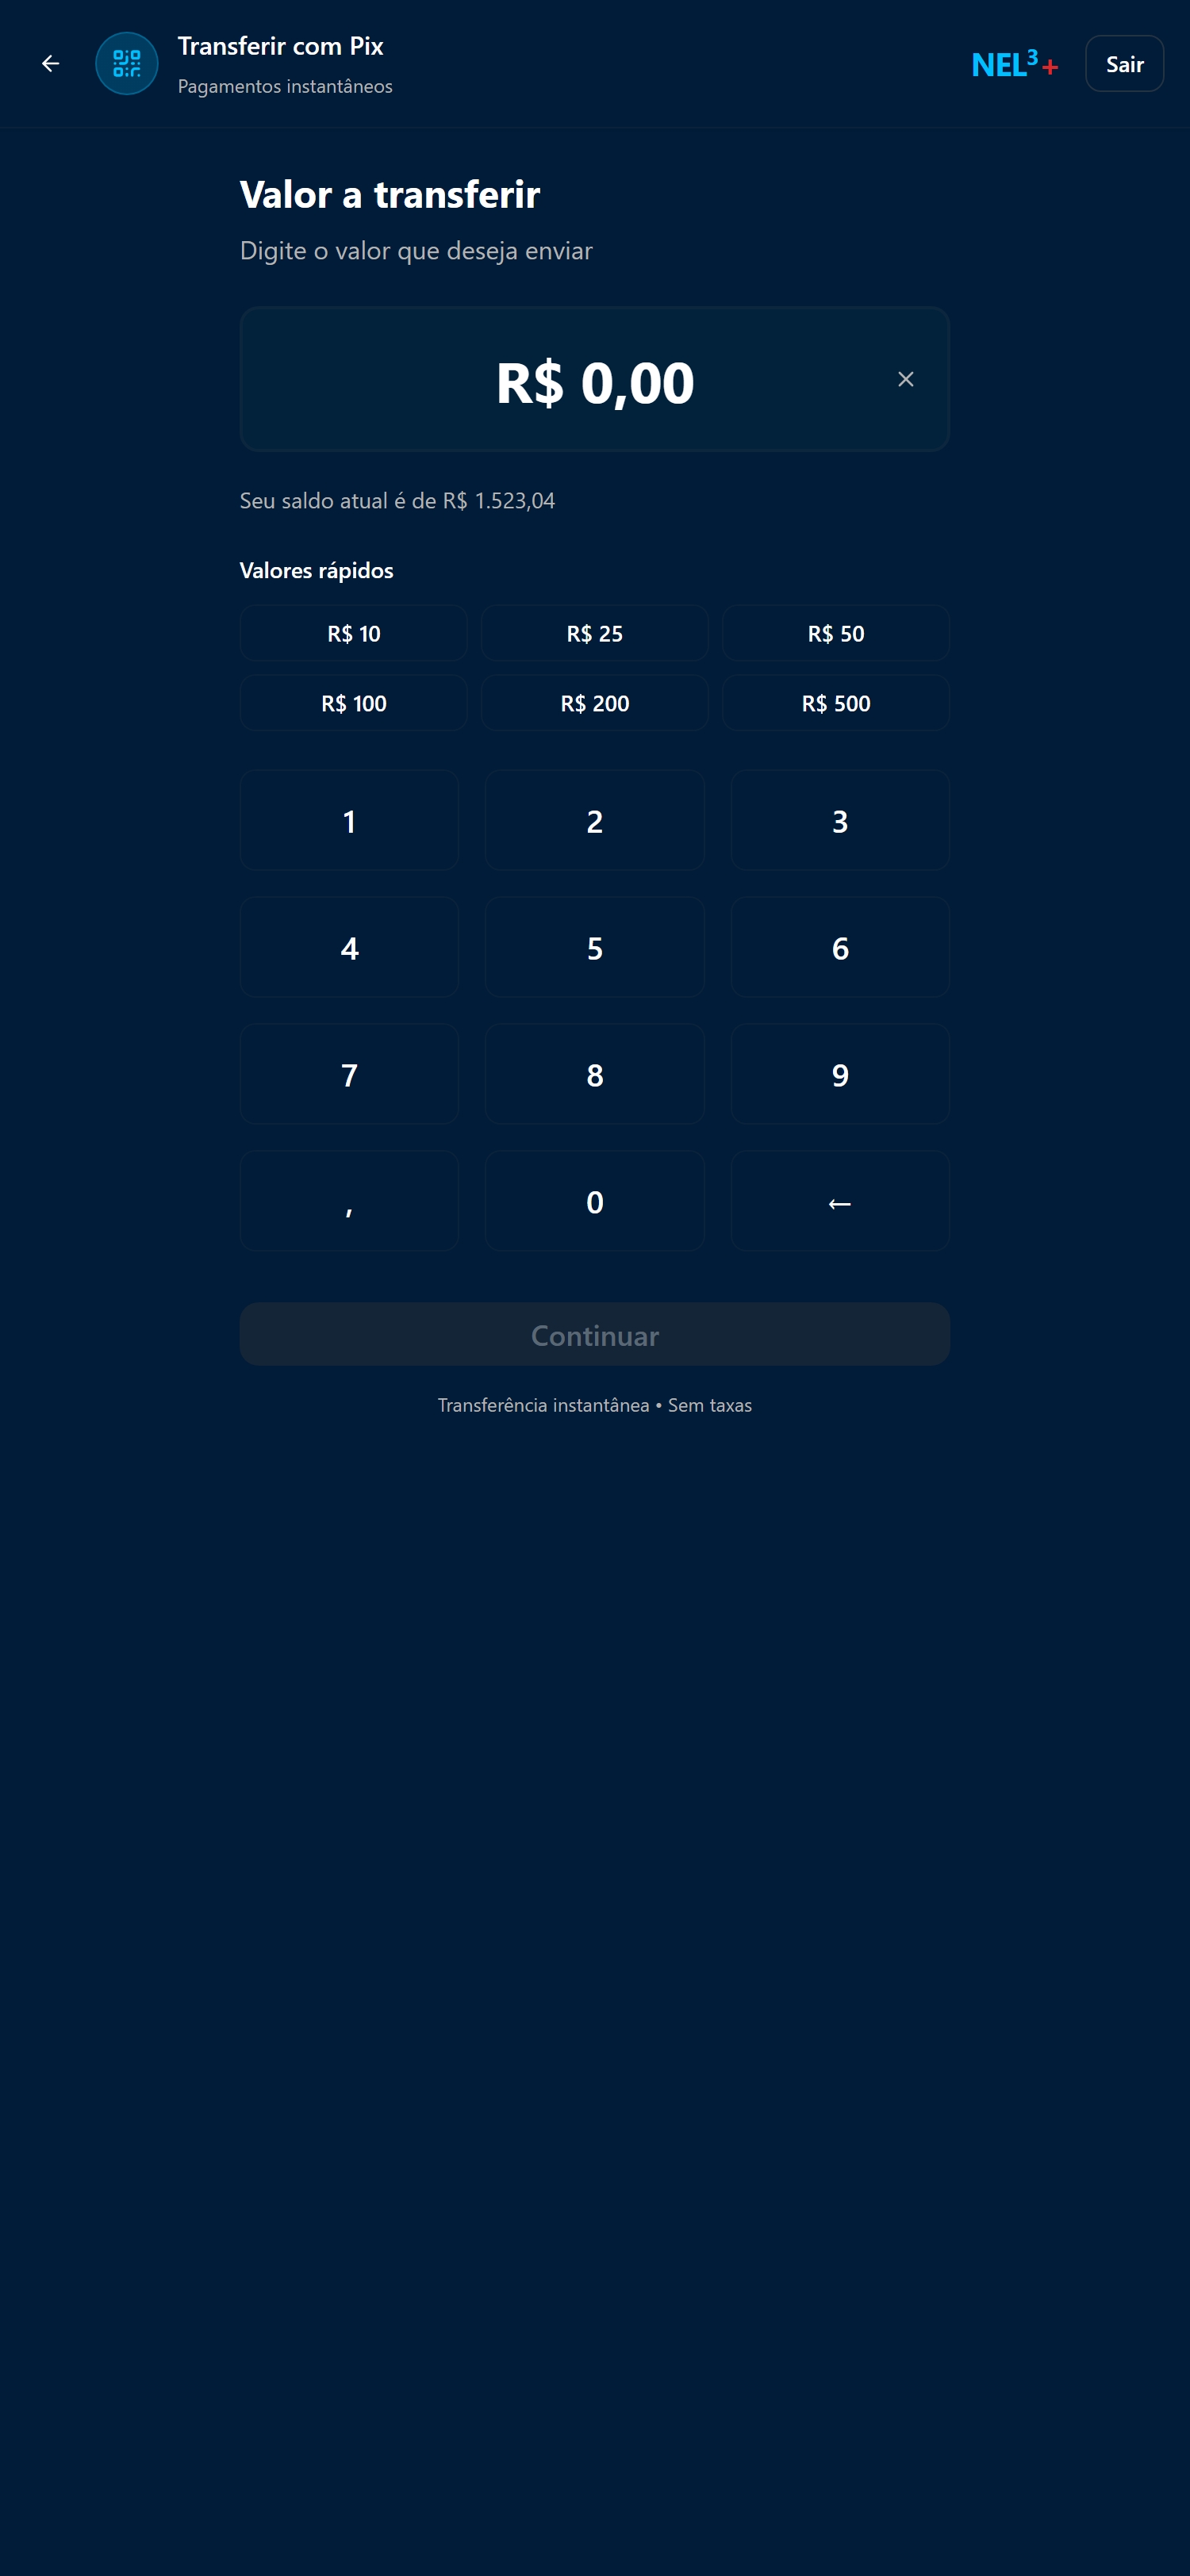 Transferir com Pix
Pagamentos instantâneos
NEL³+
Sair
Valor a transferir
Digite o valor que deseja enviar
R$ 0,00
Seu saldo atual é de R$ 1.523,04
Valores rápidos
R$ 10 R$ 25 R$ 50
R$ 100 R$ 200 R$ 500
1 2 3
4 5 6
7 8 9
, 0 ←
Continuar
Transferência instantânea • Sem taxas